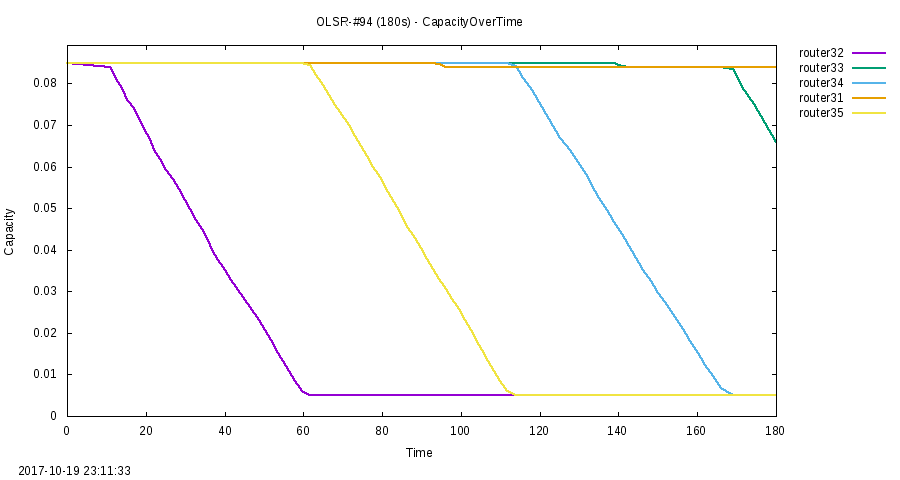 OLSR-#94 (180s) - CapacityOverTime
router32
router33
router34
router31
router35
0.08
0.07
0.06
0.05
0.04
0.03
0.02
0.01
0
Capacity
0 20 40 60 80 100 120 140 160 180
Time
2017-10-19 23:11:33